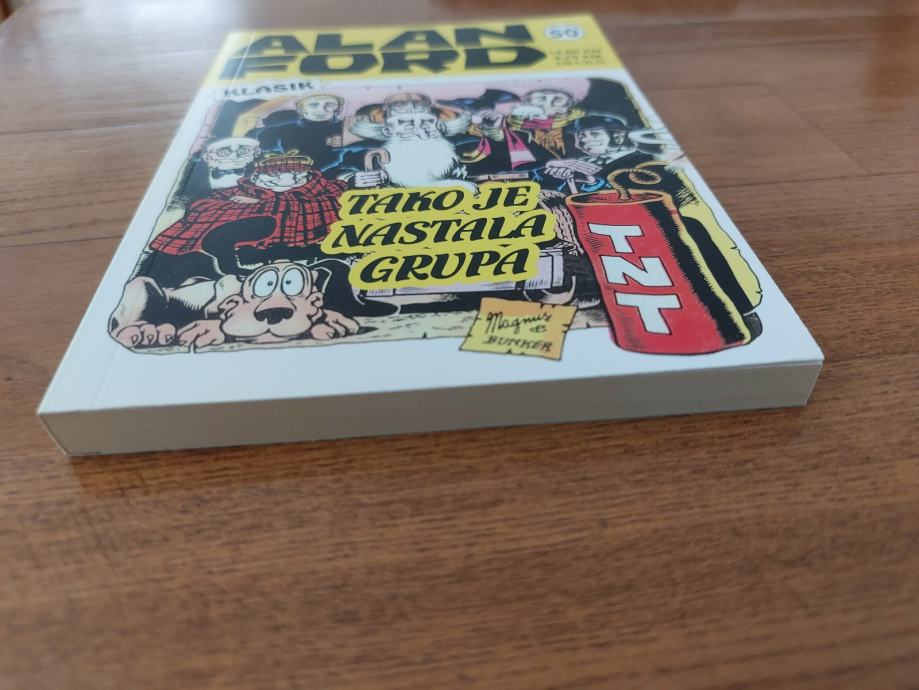 ALAN
FORD
50
KLASIK
TAKO JE
NASTALA
GRUPA
TNT
Magnus
&
BUNKER